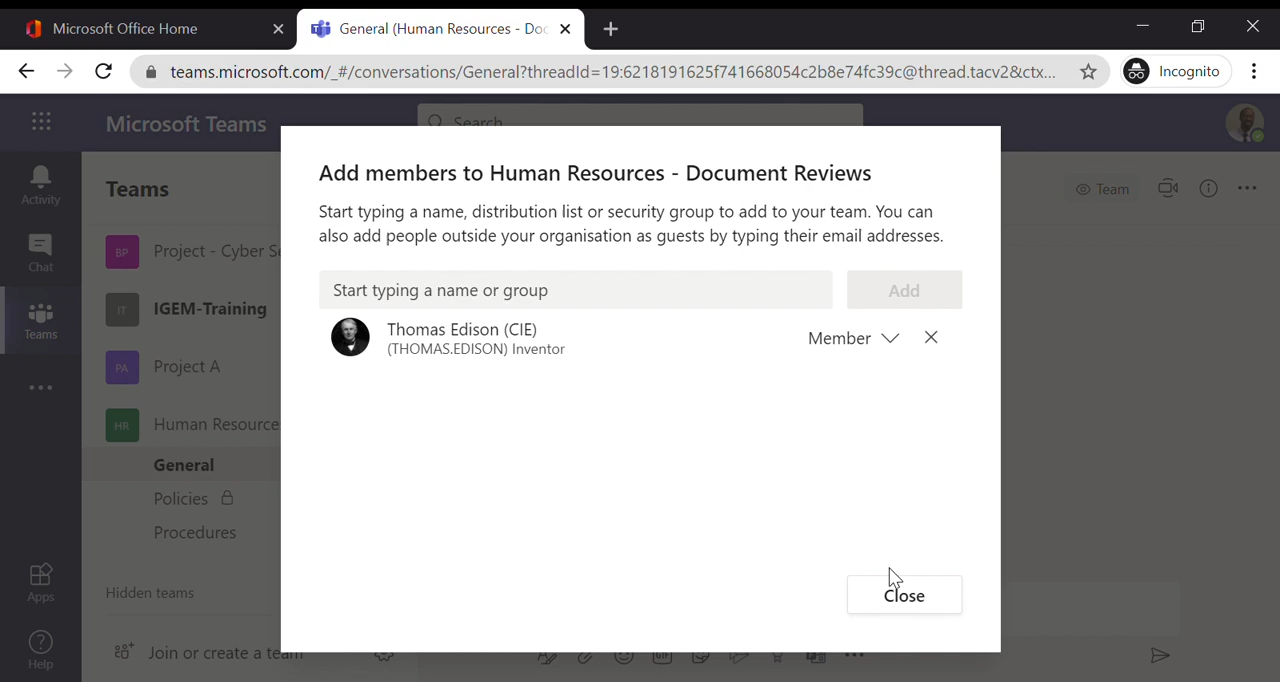 Microsoft Office Home
General (Human Resources - Doc
teams.microsoft.com/_#/conversations/General?threadId=19:6218191625f741668054c2b8e74fc39c@thread.tacv2&ctx...
Incognito
Microsoft Teams
Search
Activity
Chat
Teams
Apps
Help
Teams
BP Project - Cyber Se
IT IGEM-Training
PA Project A
HR Human Resource
General
Policies
Procedures
Hidden teams
Join or create a team
Team
Add members to Human Resources - Document Reviews
Start typing a name, distribution list or security group to add to your team. You can
also add people outside your organisation as guests by typing their email addresses.
Start typing a name or group
Add
Thomas Edison (CIE)
(THOMAS.EDISON) Inventor
Member
Close
GIF